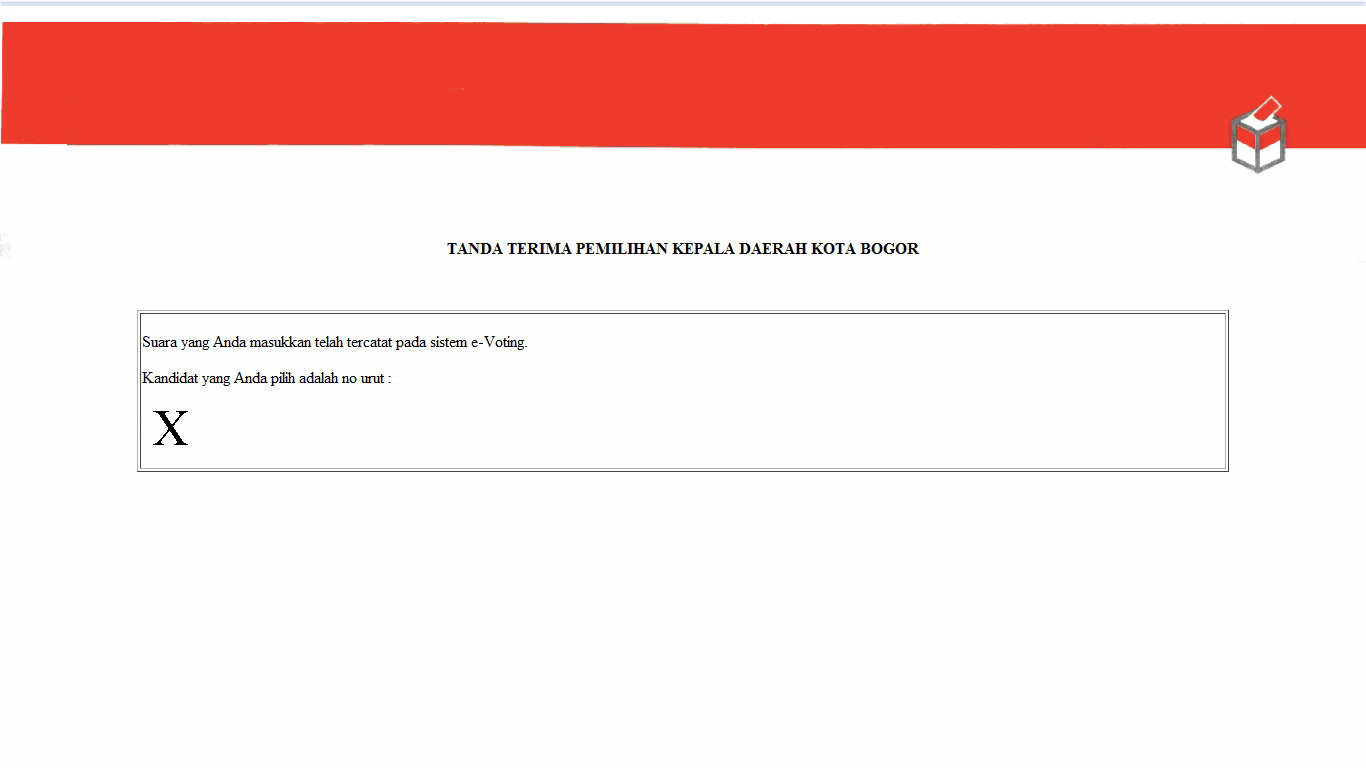 TANDA TERIMA PEMILIHAN KEPALA DAERAH KOTA BOGOR
Suara yang Anda masukkan telah tercatat pada sistem e-Voting.
Kandidat yang Anda pilih adalah no urut :
X